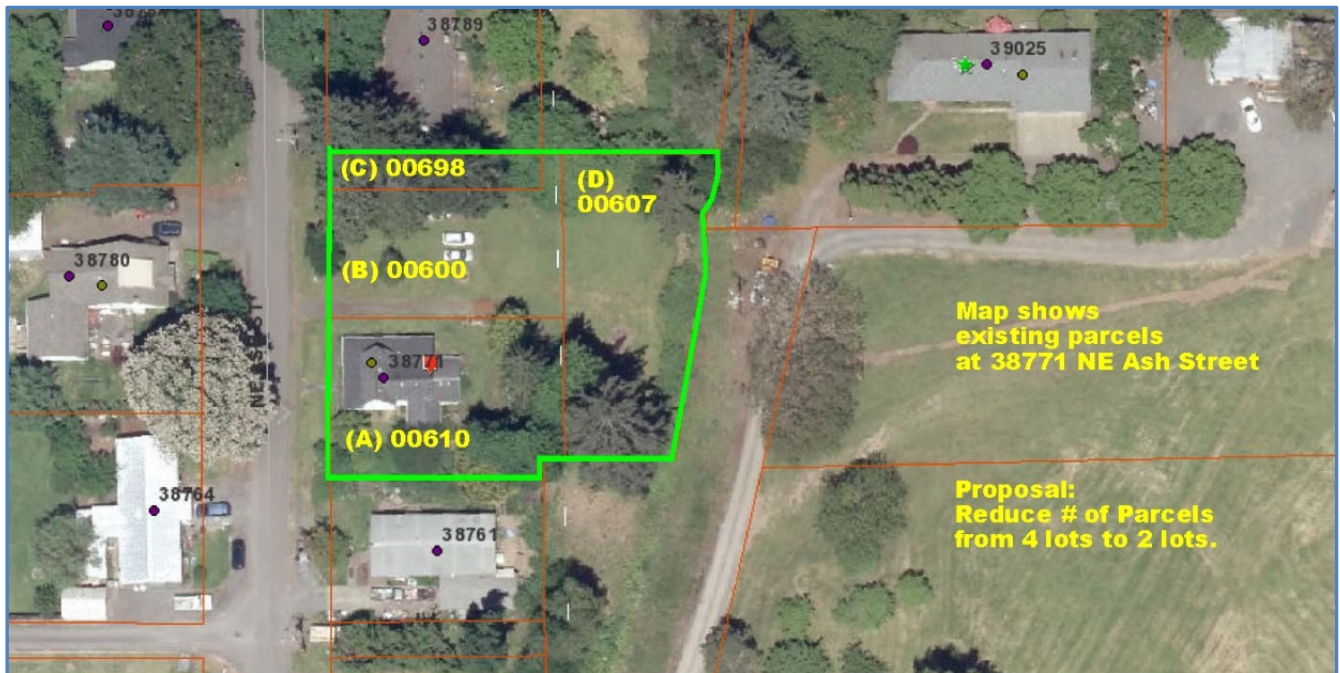 38789
39025
(C) 00698
(D)
00607
38780
(B) 00600
Map shows
existing parcels
at 38771 NE Ash Street
(A) 00610
38764
38761
Proposal:
Reduce # of Parcels
from 4 lots to 2 lots.